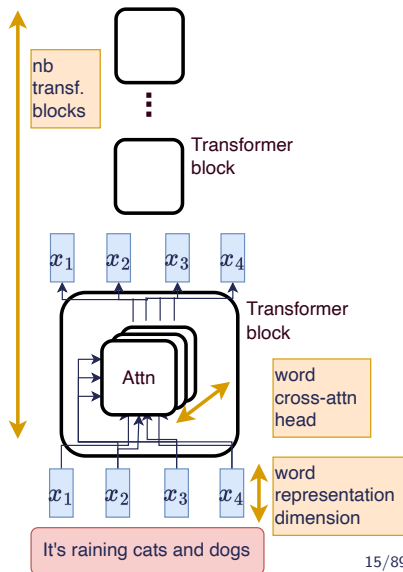 nb
transf.
blocks
⋮
Transformer
block
x₁ x₂ x₃ x₄
Transformer
block
Attn
word
cross-attn
head
x₁ x₂ x₃ x₄
word
representation
dimension
It's raining cats and dogs
15/89